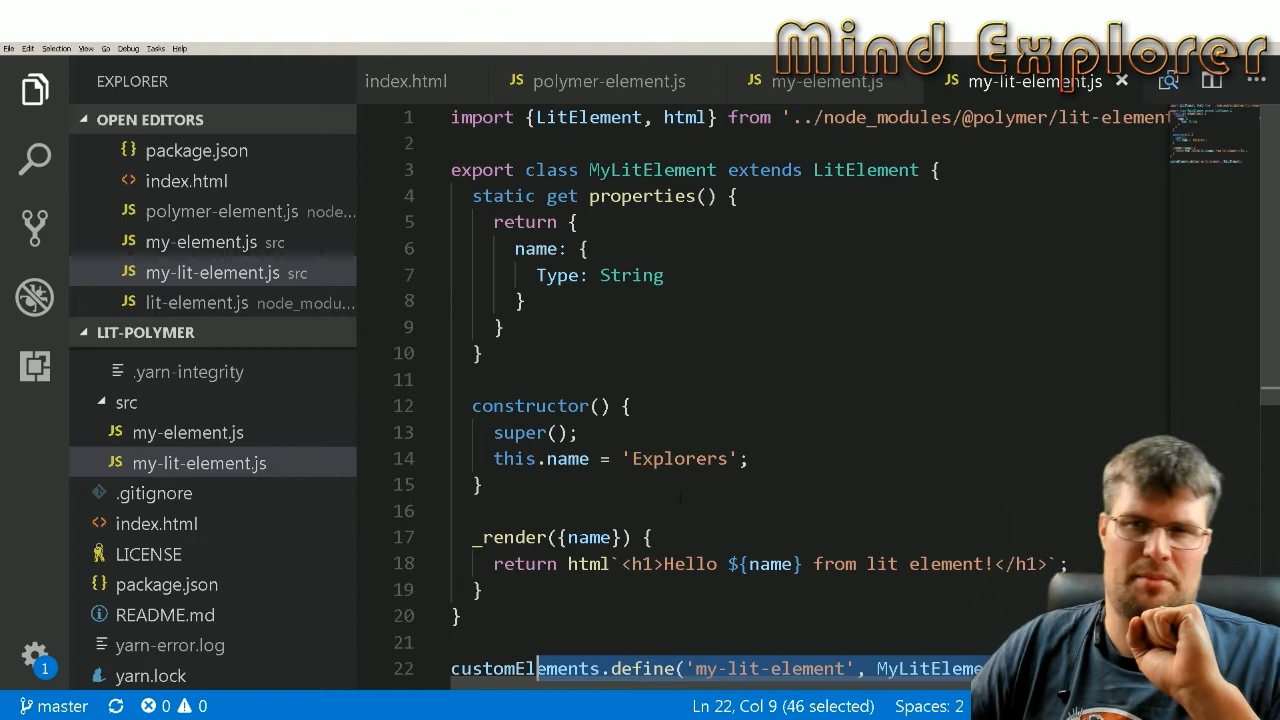 Mind Explorer
File Edit Selection View Go Debug Tasks Help
EXPLORER
index.html
polymer-element.js
my-element.js
my-lit-element.js
OPEN EDITORS
package.json
index.html
polymer-element.js node...
my-element.js src
my-lit-element.js src
lit-element.js node_modu...
LIT-POLYMER
.yarn-integrity
src
my-element.js
my-lit-element.js
.gitignore
index.html
LICENSE
package.json
README.md
yarn-error.log
yarn.lock
1 import {LitElement, html} from '../node_modules/@polymer/lit-element
2
3 export class MyLitElement extends LitElement {
4 static get properties() {
5 return {
6 name: {
7 Type: String
8 }
9 }
10 }
11
12 constructor() {
13 super();
14 this.name = 'Explorers';
15 }
16
17 _render({name}) {
18 return html`<h1>Hello ${name} from lit element!</h1>`;
19 }
20 }
21
22 customElements.define('my-lit-element', MyLitEleme
1
master
0 0
Ln 22, Col 9 (46 selected)
Spaces: 2